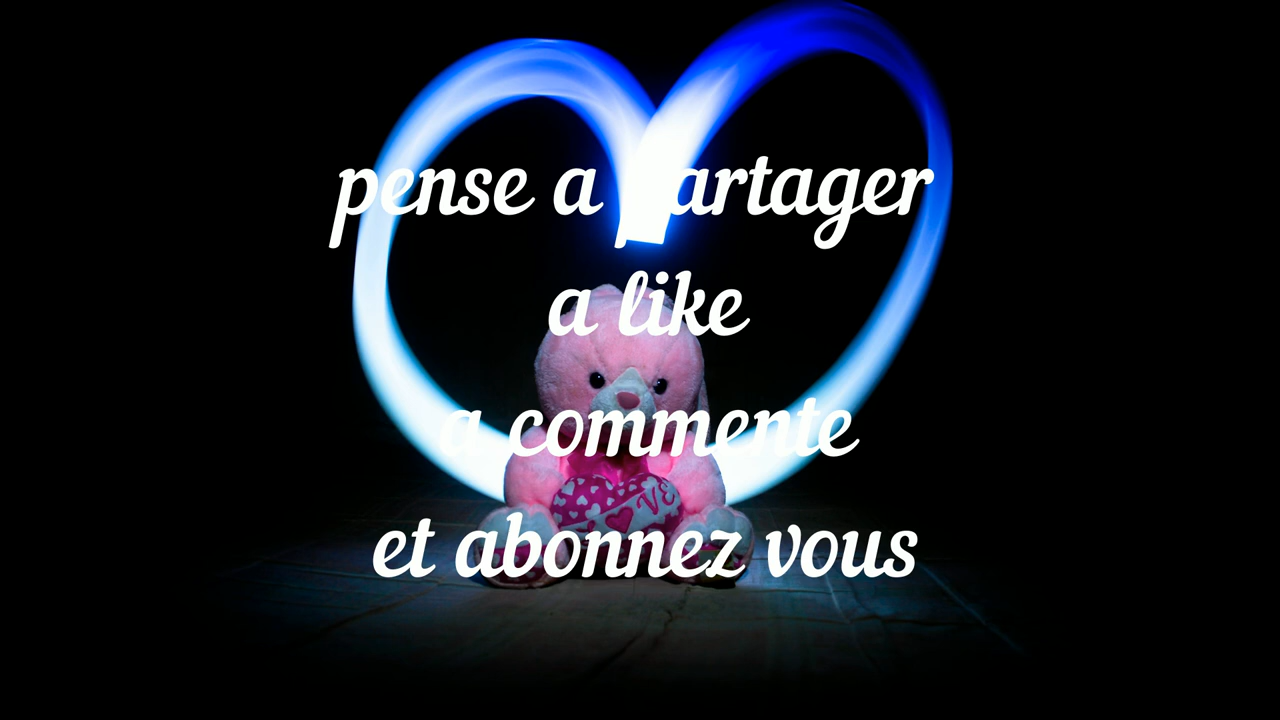 pense a partager
a like
a commente
et abonnez vous